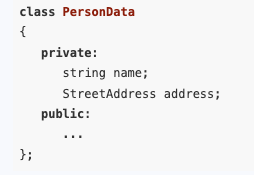 class PersonData
{
   private:
      string name;
      StreetAddress address;
   public:
      ...
};